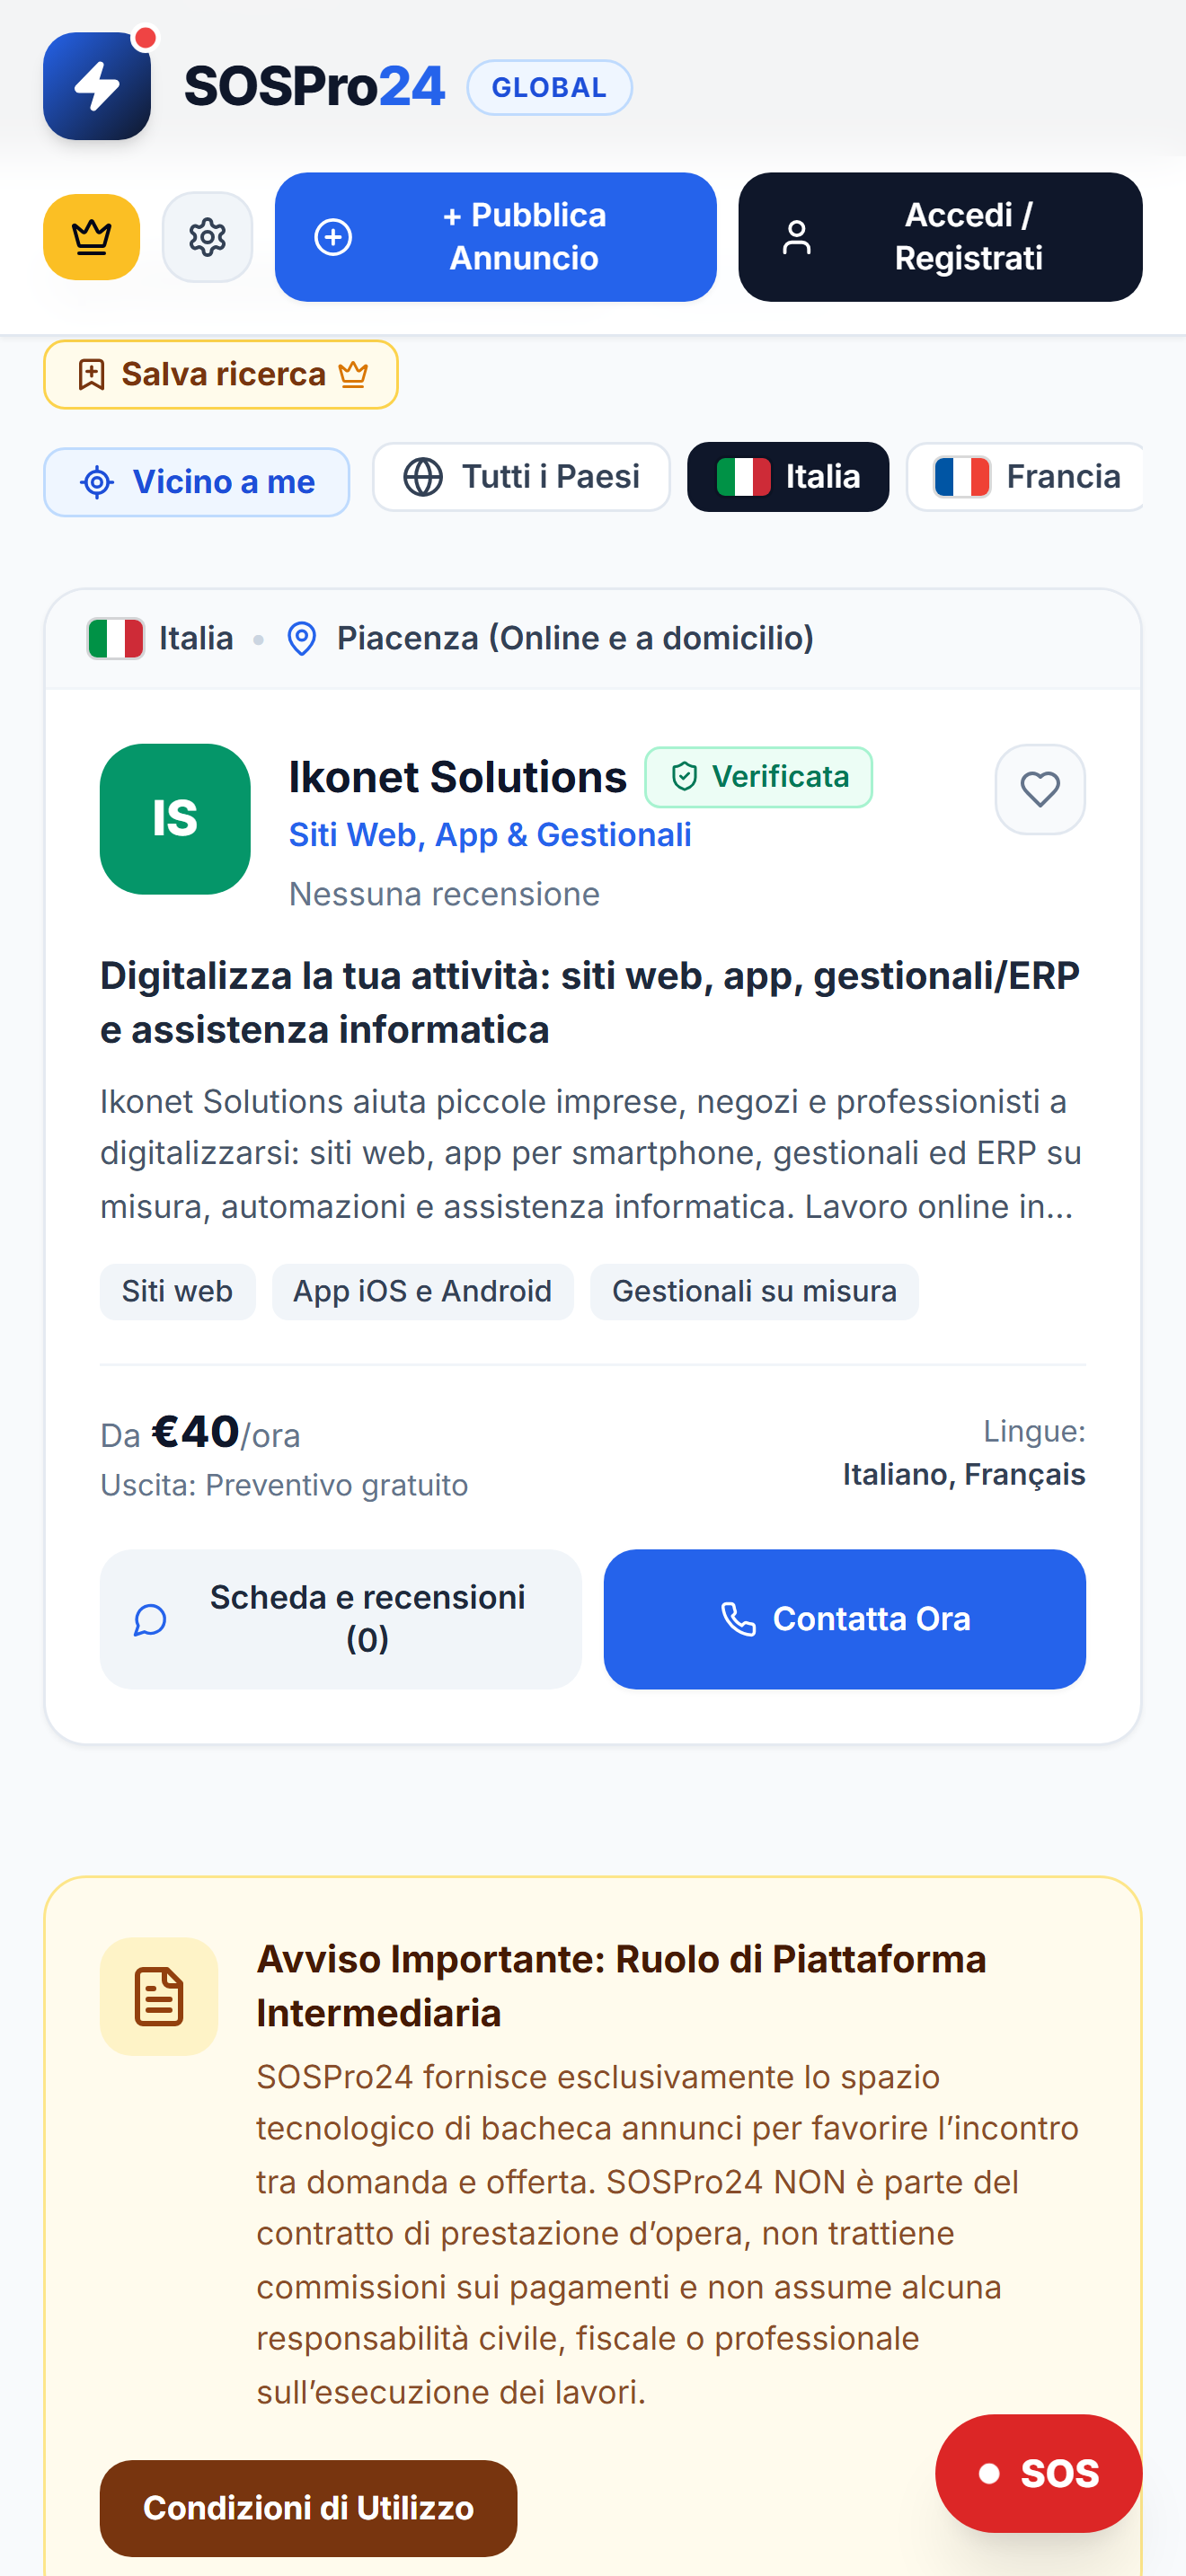 SOSPro24 GLOBAL
+ Pubblica
Annuncio
Accedi /
Registrati
Salva ricerca
Vicino a me
Tutti i Paesi
Italia
Francia
Italia • Piacenza (Online e a domicilio)
IS
Ikonet Solutions
Verificata
Siti Web, App & Gestionali
Nessuna recensione
Digitalizza la tua attività: siti web, app, gestionali/ERP
e assistenza informatica
Ikonet Solutions aiuta piccole imprese, negozi e professionisti a
digitalizzarsi: siti web, app per smartphone, gestionali ed ERP su
misura, automazioni e assistenza informatica. Lavoro online in...
Siti web
App iOS e Android
Gestionali su misura
Da €40/ora
Uscita: Preventivo gratuito
Lingue:
Italiano, Français
Scheda e recensioni
(0)
Contatta Ora
Avviso Importante: Ruolo di Piattaforma
Intermediaria
SOSPro24 fornisce esclusivamente lo spazio
tecnologico di bacheca annunci per favorire l’incontro
tra domanda e offerta. SOSPro24 NON è parte del
contratto di prestazione d’opera, non trattiene
commissioni sui pagamenti e non assume alcuna
responsabilità civile, fiscale o professionale
sull’esecuzione dei lavori.
Condizioni di Utilizzo
SOS